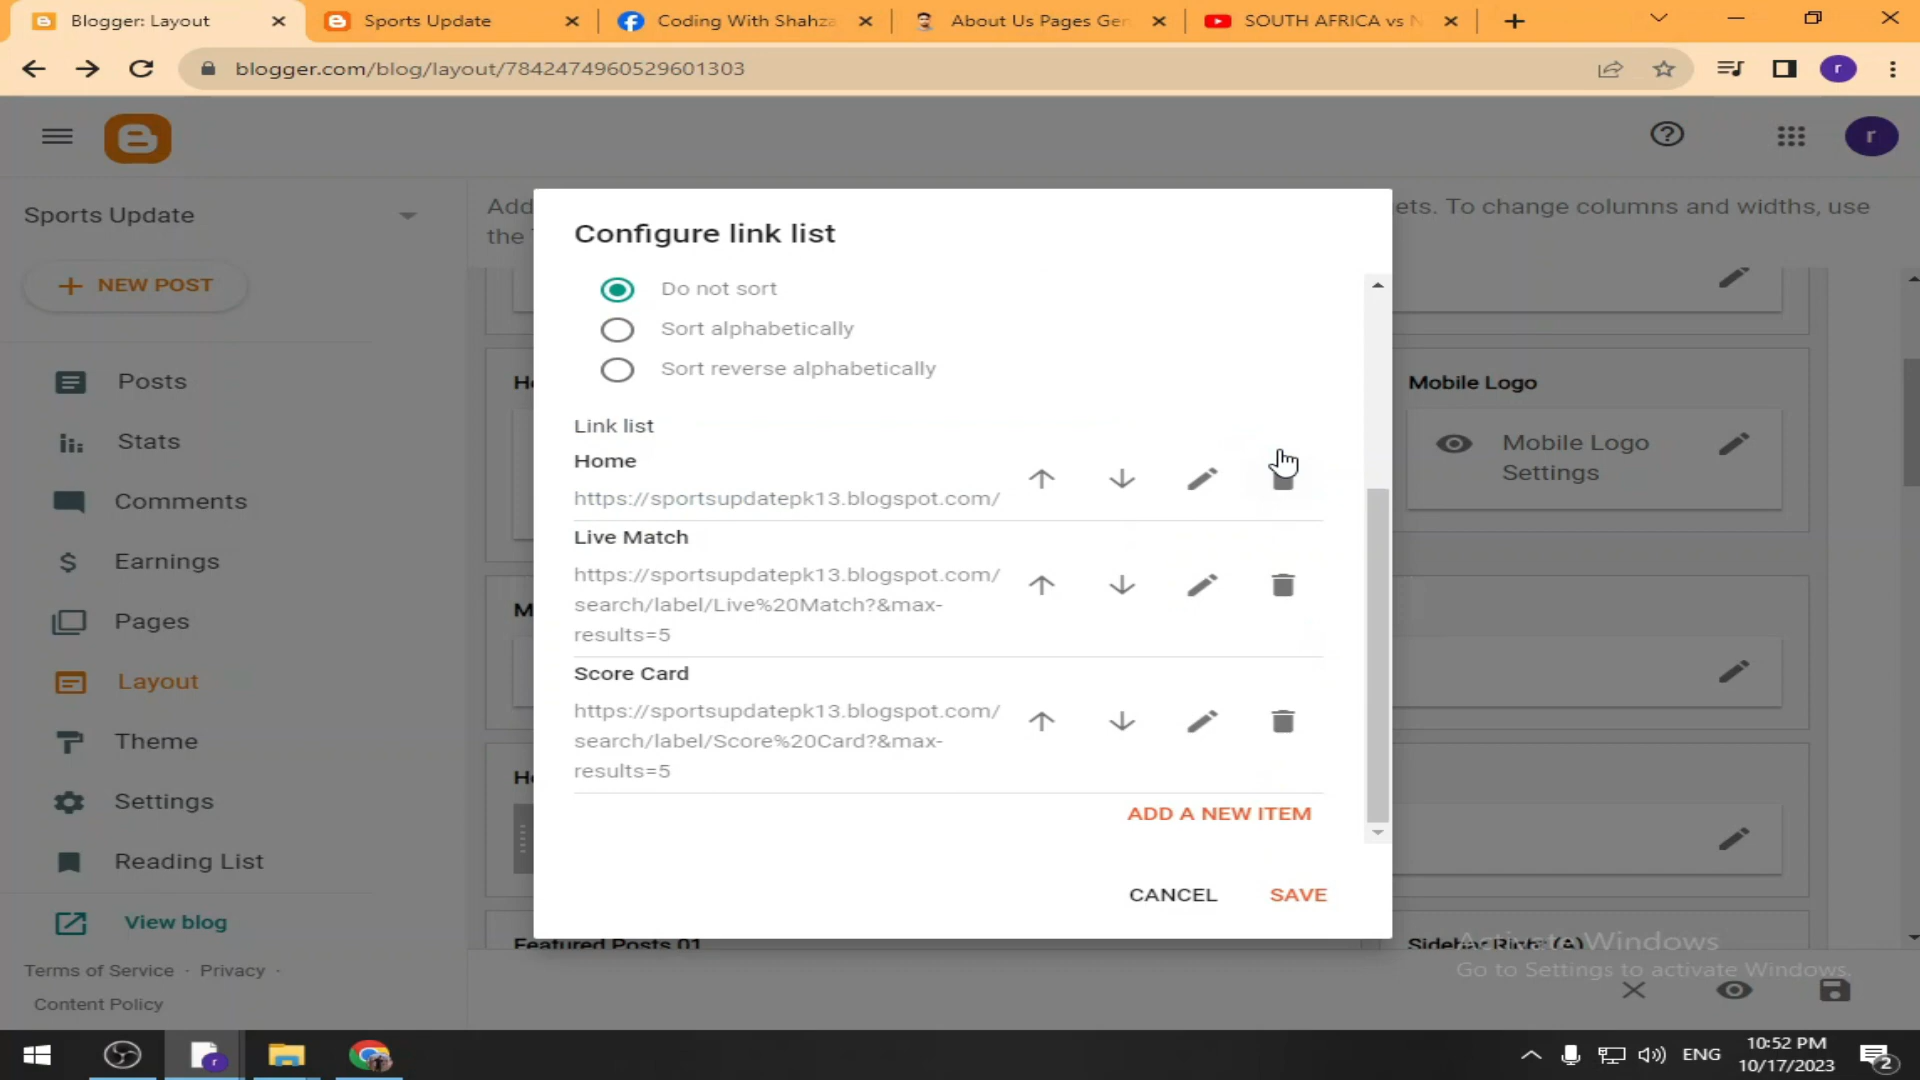 Blogger: Layout
Sports Update
Coding With Shahza
About Us Pages Gen
SOUTH AFRICA vs N
blogger.com/blog/layout/7842474960529601303
r
r
Sports Update
NEW POST
Posts
Stats
Comments
Earnings
Pages
Layout
Theme
Settings
Reading List
View blog
Terms of Service · Privacy ·
Content Policy
Add
ets. To change columns and widths, use
the
Configure link list
Do not sort
Sort alphabetically
Sort reverse alphabetically
Link list
Home
https://sportsupdatepk13.blogspot.com/
Live Match
https://sportsupdatepk13.blogspot.com/
search/label/Live%20Match?&max-
results=5
Score Card
https://sportsupdatepk13.blogspot.com/
search/label/Score%20Card?&max-
results=5
ADD A NEW ITEM
CANCEL
SAVE
Mobile Logo
Mobile Logo
Settings
Featured Posts 01
Sidebar Right (A)
Activate Windows
Go to Settings to activate Windows.
ENG
10:52 PM
10/17/2023
2